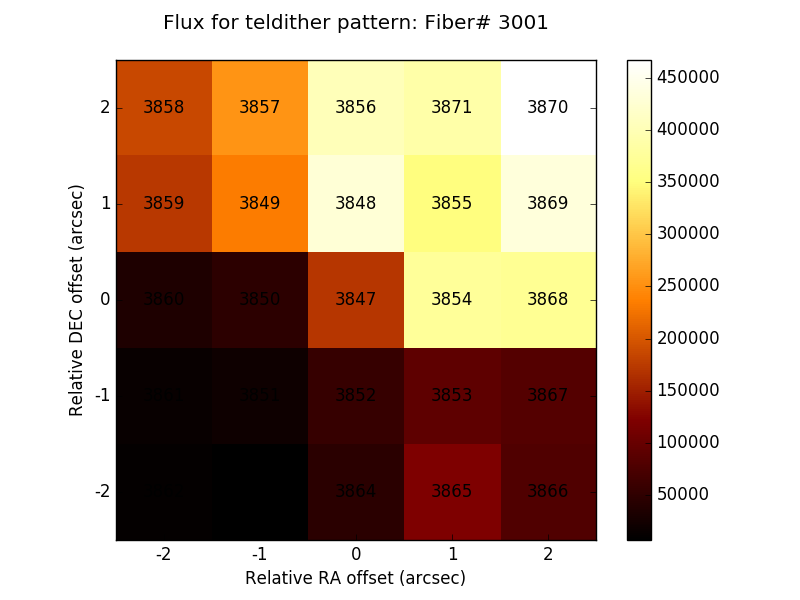 Flux for teldither pattern: Fiber# 3001
2 3858 3857 3856 3871 3870 450000
400000
1 3859 3849 3848 3855 3869 350000
300000
0 3860 3850 3847 3854 3868 250000
200000
-1 3851 3852 3853 3867 150000
100000
-2 3864 3865 3866 50000
-2 -1 0 1 2
Relative RA offset (arcsec)
Relative DEC offset (arcsec)